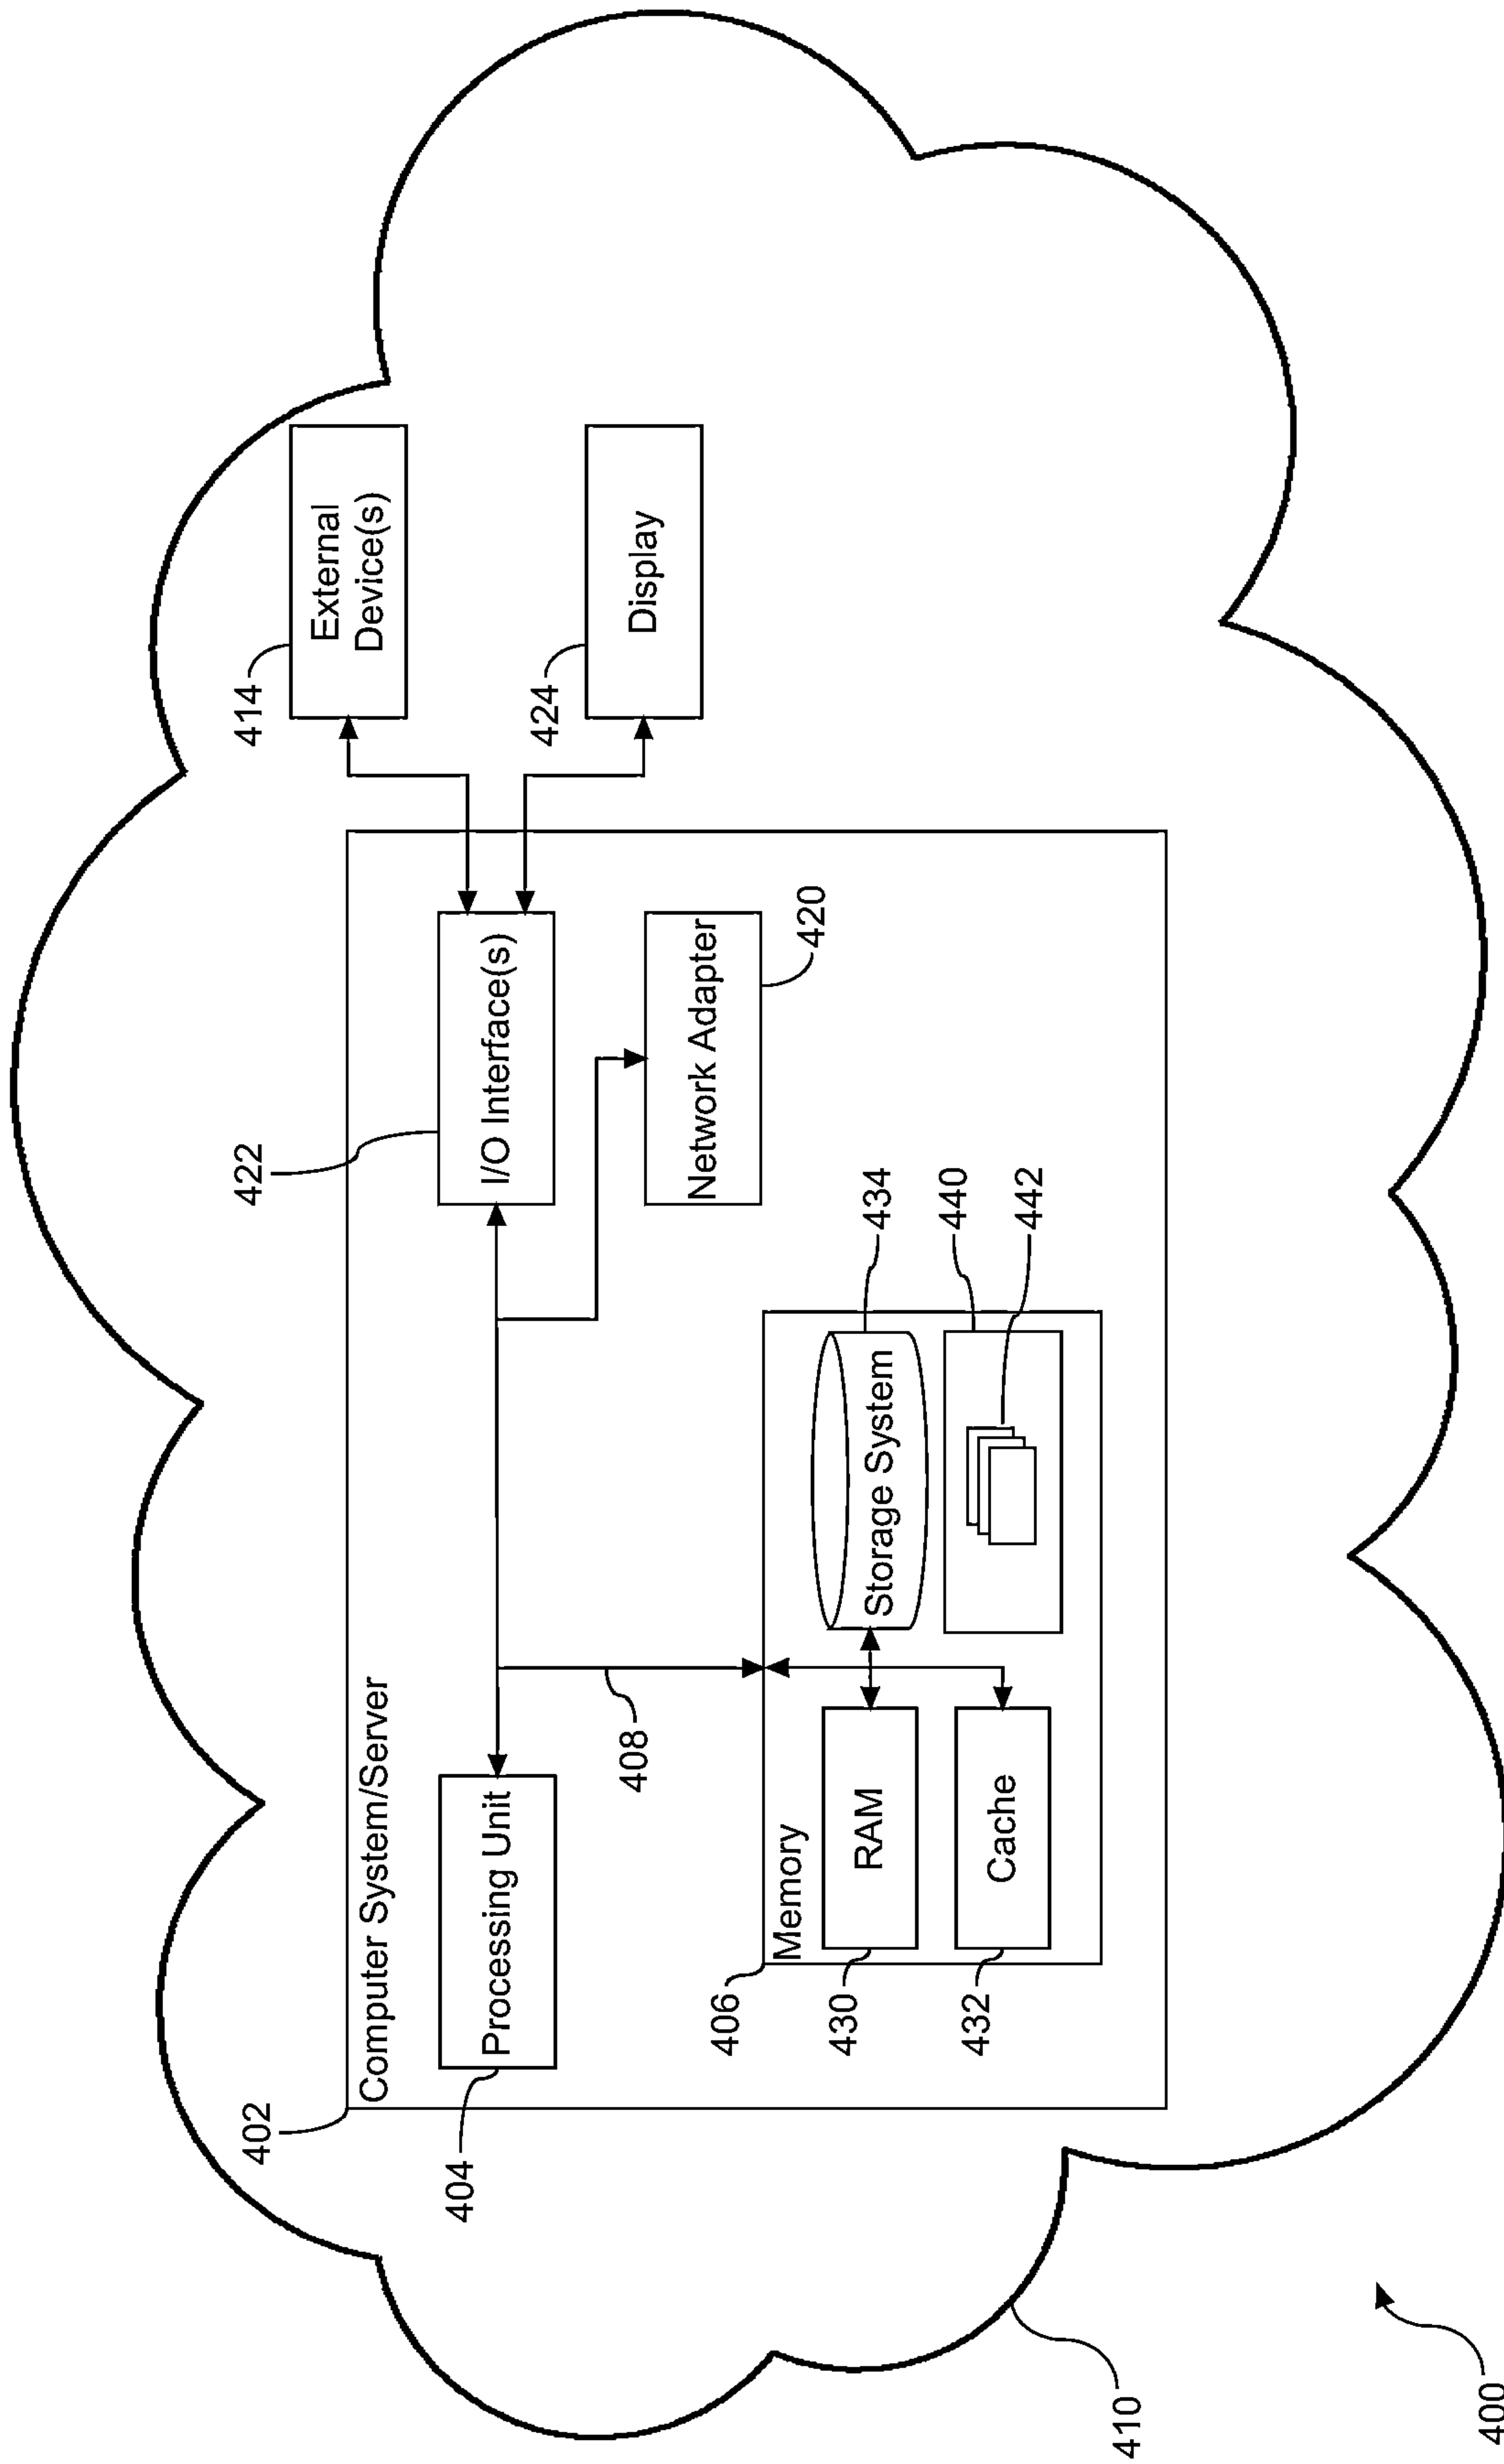 402
Computer System/Server
404
Processing Unit
422
I/O Interface(s)
414
External
Device(s)
424
Display
408
Network Adapter
420
406
Memory
430
RAM
Storage System
434
432
Cache
440
442
410
400